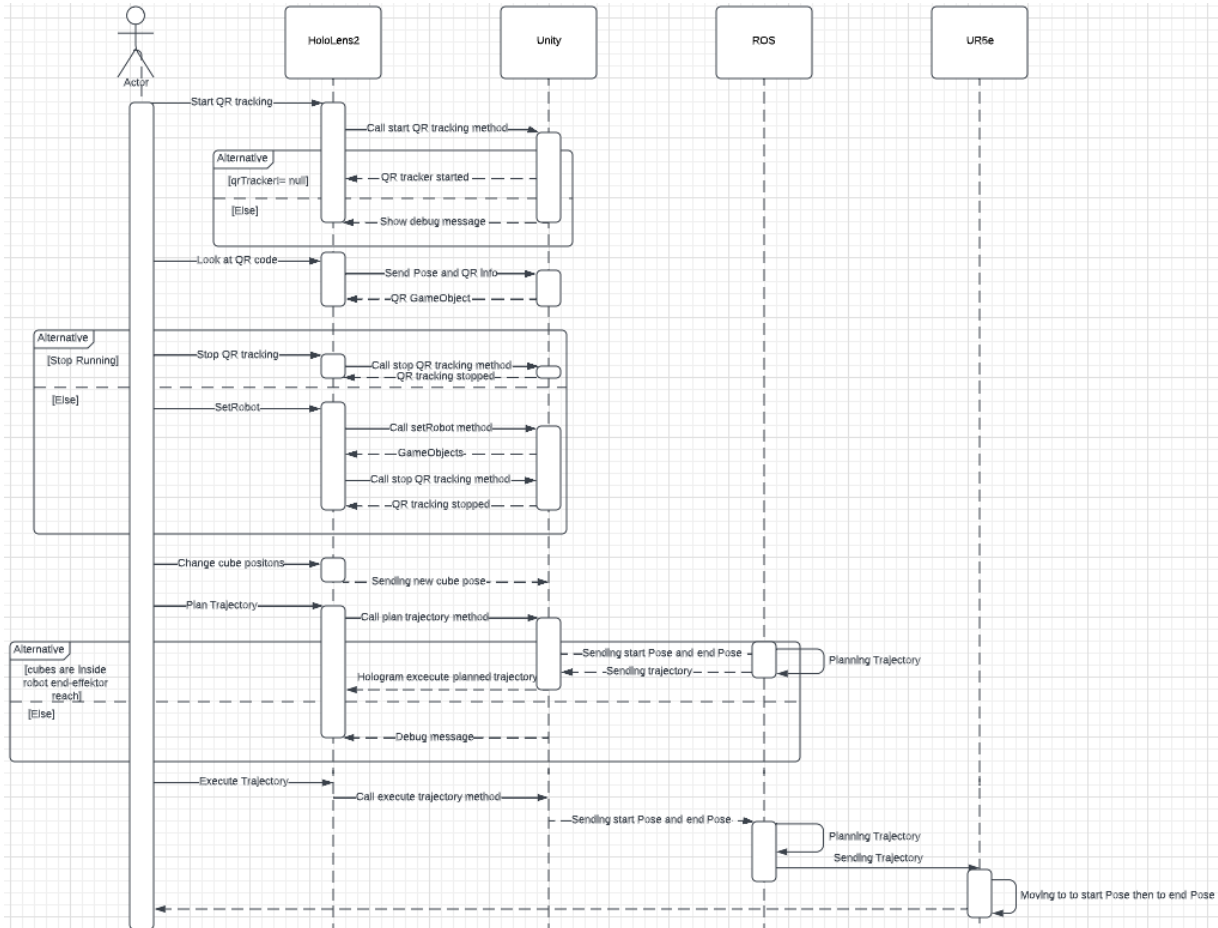 HoloLens2
Unity
ROS
UR5e
Actor
Start QR tracking
Call start QR tracking method
Alternative
[qrTracker!= null]
QR tracker started
[Else]
Show debug message
Look at QR code
Send Pose and QR Info
QR GameObject
Alternative
[Stop Running]
Stop QR tracking
Call stop QR tracking method
QR tracking stopped
[Else]
SetRobot
Call setRobot method
GameObjects
Call stop QR tracking method
QR tracking stopped
Change cube positons
Sending new cube pose
Plan Trajectory
Call plan trajectory method
Alternative
[cubes are inside
robot end-effektor
reach]
Sending start Pose and end Pose
Planning Trajectory
Sending trajectory
Hologram excecute planned trajectory
[Else]
Debug message
Execute Trajectory
Call execute trajectory method
Sending start Pose and end Pose
Planning Trajectory
Sending Trajectory
Moving to to start Pose then to end Pose